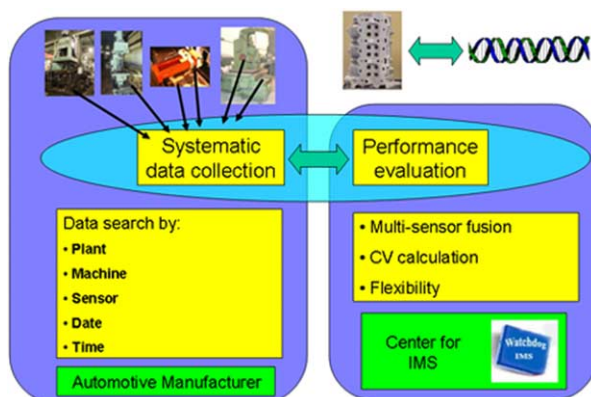 Systematic
data collection
Performance
evaluation
Data search by:
• Plant
• Machine
• Sensor
• Date
• Time
Automotive Manufacturer
• Multi-sensor fusion
• CV calculation
• Flexibility
Center for
IMS
Watchdog
IMS